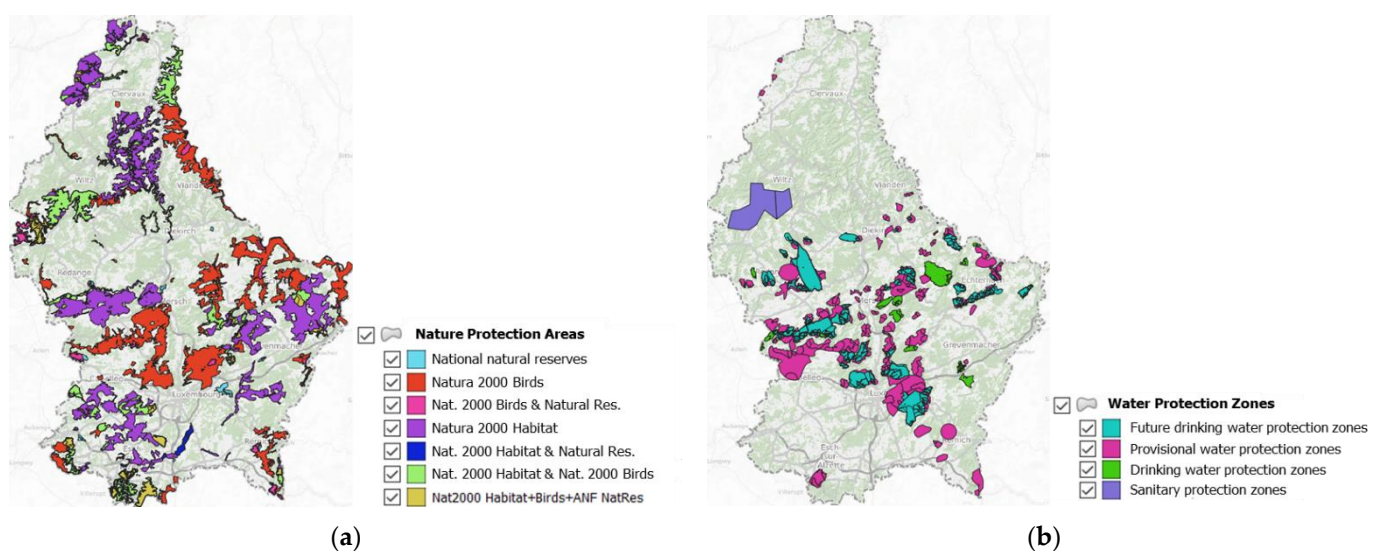 Clervaux
Wiltz
Vianden
Diekirch
Redange
Grevenmacher
Luxembourg
Nature Protection Areas
National natural reserves
Natura 2000 Birds
Nat. 2000 Birds & Natural Res.
Natura 2000 Habitat
Nat. 2000 Habitat & Natural Res.
Nat. 2000 Habitat & Nat. 2000 Birds
Nat2000 Habitat+Birds+ANF NatRes
(a)
Clervaux
Wiltz
Vianden
Diekirch
Grevenmacher
Water Protection Zones
Future drinking water protection zones
Provisional water protection zones
Drinking water protection zones
Sanitary protection zones
(b)